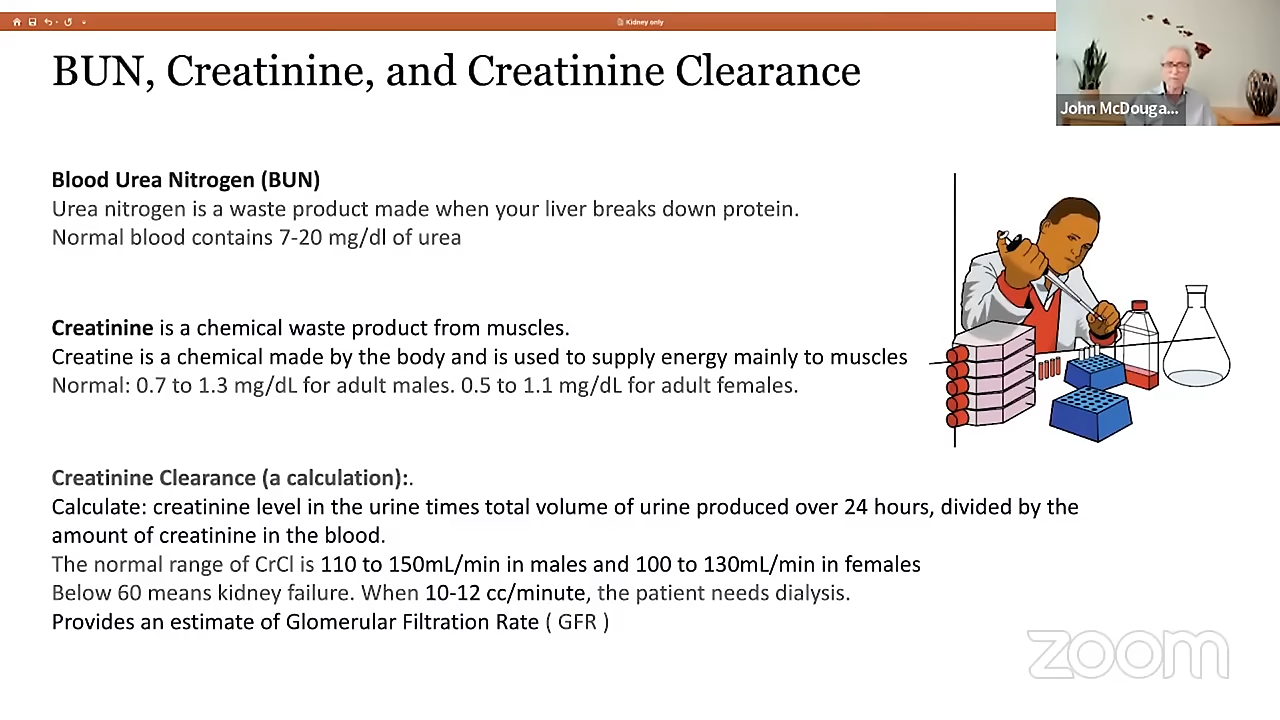 Kidney only
BUN, Creatinine, and Creatinine Clearance
John McDouga...
Blood Urea Nitrogen (BUN)
Urea nitrogen is a waste product made when your liver breaks down protein.
Normal blood contains 7-20 mg/dl of urea
Creatinine is a chemical waste product from muscles.
Creatine is a chemical made by the body and is used to supply energy mainly to muscles
Normal: 0.7 to 1.3 mg/dL for adult males. 0.5 to 1.1 mg/dL for adult females.
Creatinine Clearance (a calculation):.
Calculate: creatinine level in the urine times total volume of urine produced over 24 hours, divided by the
amount of creatinine in the blood.
The normal range of CrCl is 110 to 150mL/min in males and 100 to 130mL/min in females
Below 60 means kidney failure. When 10-12 cc/minute, the patient needs dialysis.
Provides an estimate of Glomerular Filtration Rate ( GFR )
zoom